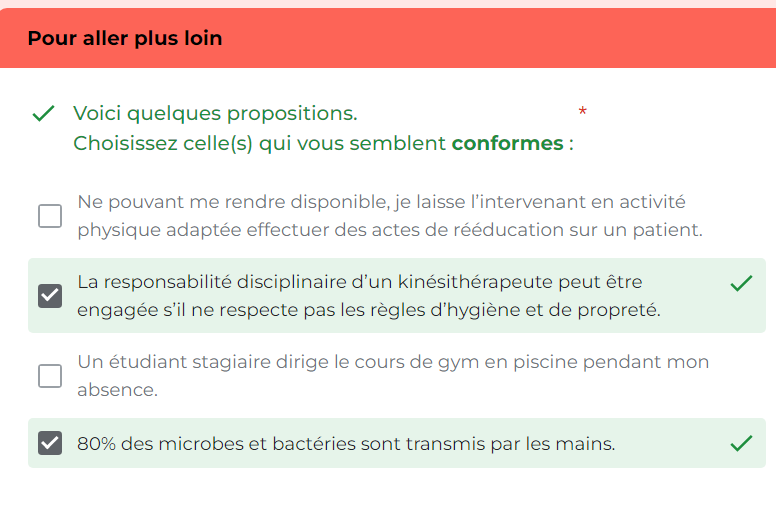 Pour aller plus loin
Voici quelques propositions. *
Choisissez celle(s) qui vous semblent conformes :
Ne pouvant me rendre disponible, je laisse l’intervenant en activité
physique adaptée effectuer des actes de rééducation sur un patient.
La responsabilité disciplinaire d’un kinésithérapeute peut être
engagée s’il ne respecte pas les règles d’hygiène et de propreté.
Un étudiant stagiaire dirige le cours de gym en piscine pendant mon
absence.
80% des microbes et bactéries sont transmis par les mains.